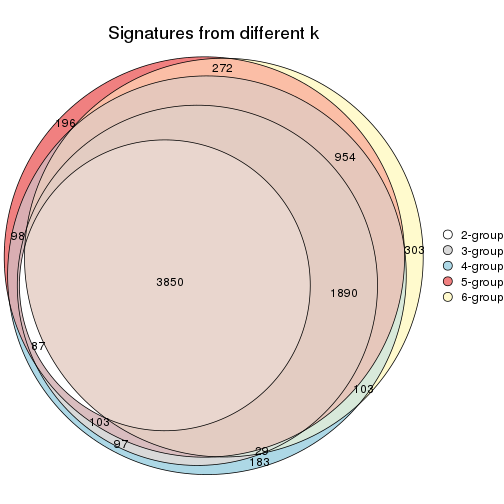 Signatures from different k
272
196
954
98
303
3850
1890
87
103
103
97
29
183
2-group
3-group
4-group
5-group
6-group